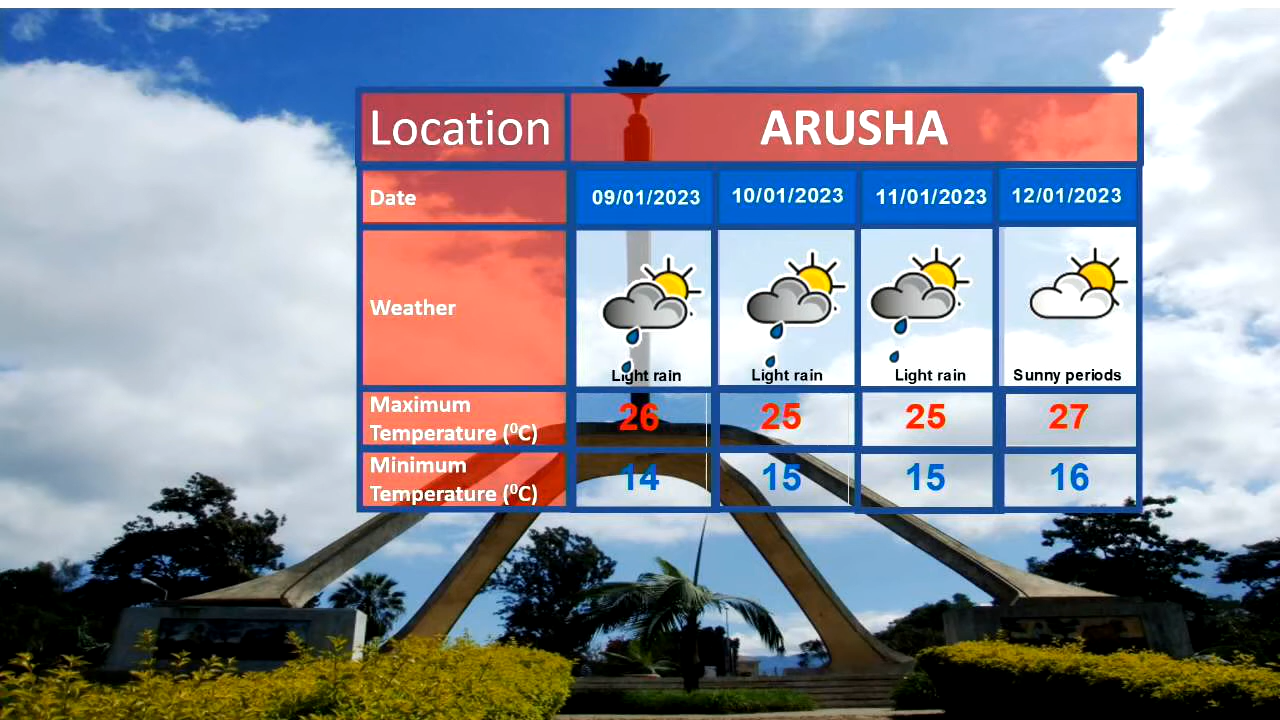 Location ARUSHA
Date 09/01/2023 10/01/2023 11/01/2023 12/01/2023
Weather
Light rain Light rain Light rain Sunny periods
Maximum
Temperature (⁰C) 26 25 25 27
Minimum
Temperature (⁰C) 14 15 15 16